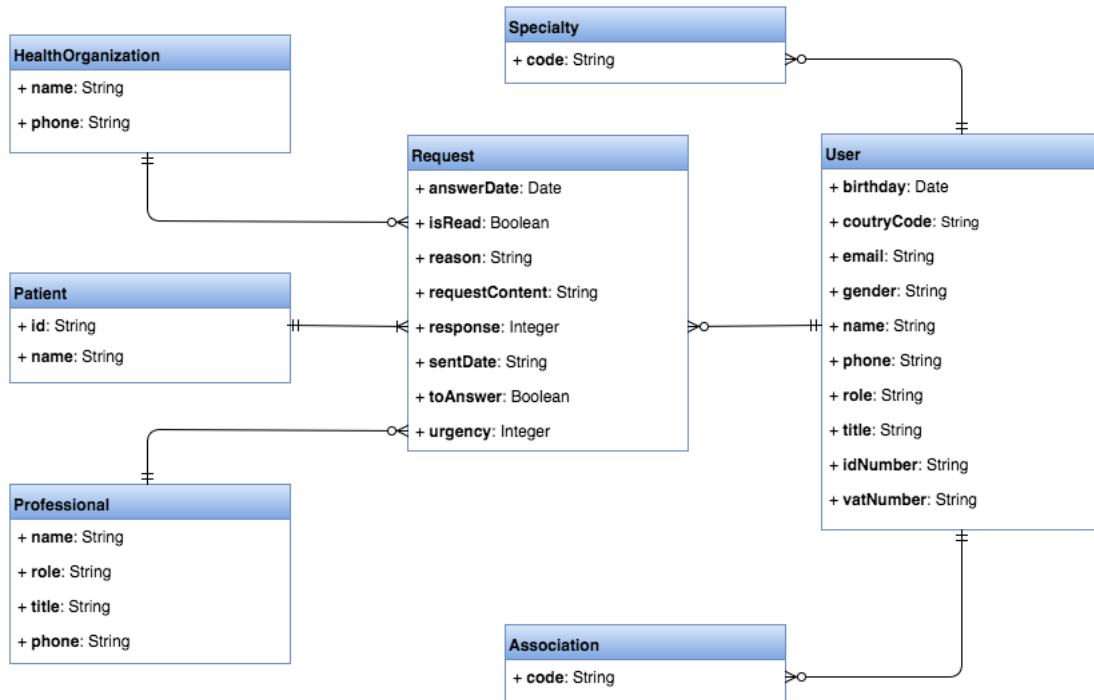 HealthOrganization
+ name: String
+ phone: String
Patient
+ id: String
+ name: String
Professional
+ name: String
+ role: String
+ title: String
+ phone: String
Request
+ answerDate: Date
+ isRead: Boolean
+ reason: String
+ requestContent: String
+ response: Integer
+ sentDate: String
+ toAnswer: Boolean
+ urgency: Integer
Specialty
+ code: String
User
+ birthday: Date
+ coutryCode: String
+ email: String
+ gender: String
+ name: String
+ phone: String
+ role: String
+ title: String
+ idNumber: String
+ vatNumber: String
Association
+ code: String